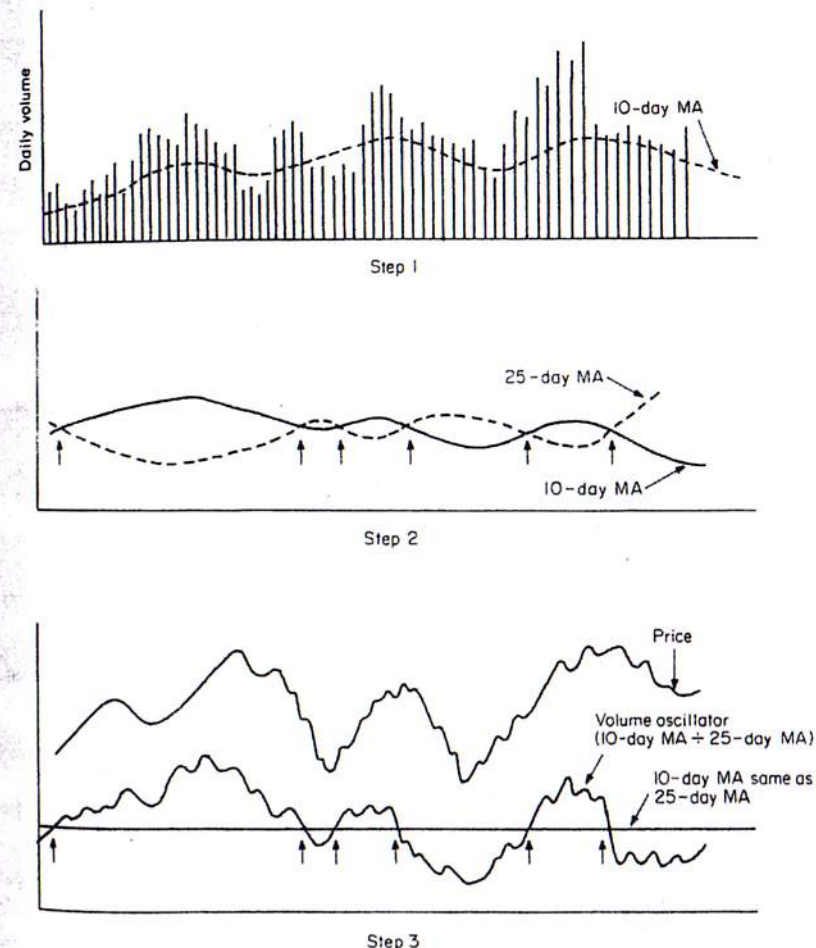 Daily volume
10-day MA
Step 1
25-day MA
10-day MA
Step 2
Price
Volume oscillator
(10-day MA ÷ 25-day MA)
10-day MA same as
25-day MA
Step 3